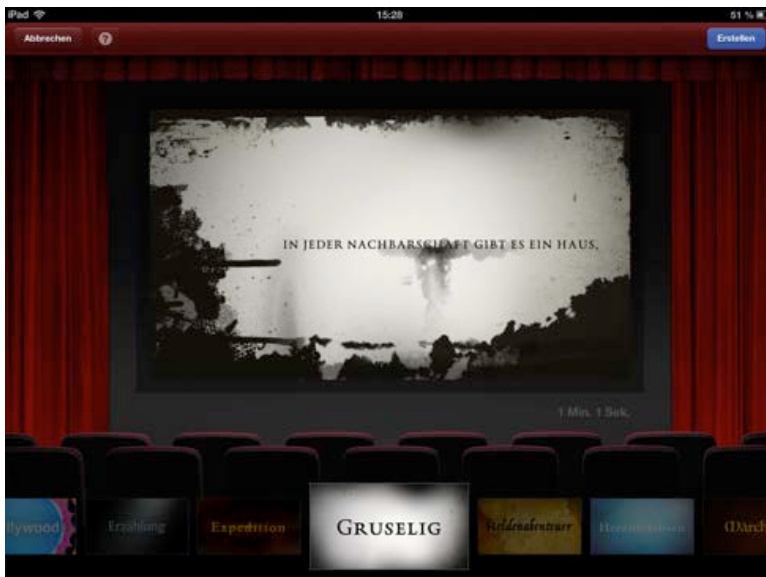 iPad 15:28 51 %
Abbrechen ? Erstellen
IN JEDER NACHBARSCHAFT GIBT ES EIN HAUS,
1 Min. 1 Sek.
llywood Erzählung Expedition GRUSELIG Heldenabenteuer Märch